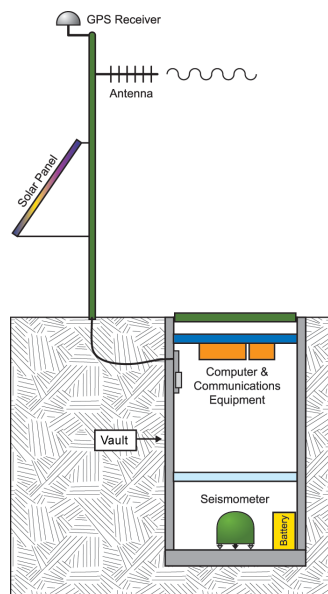 GPS Receiver
Antenna
Solar Panel
Computer &
Communications
Equipment
Vault
Seismometer
Battery